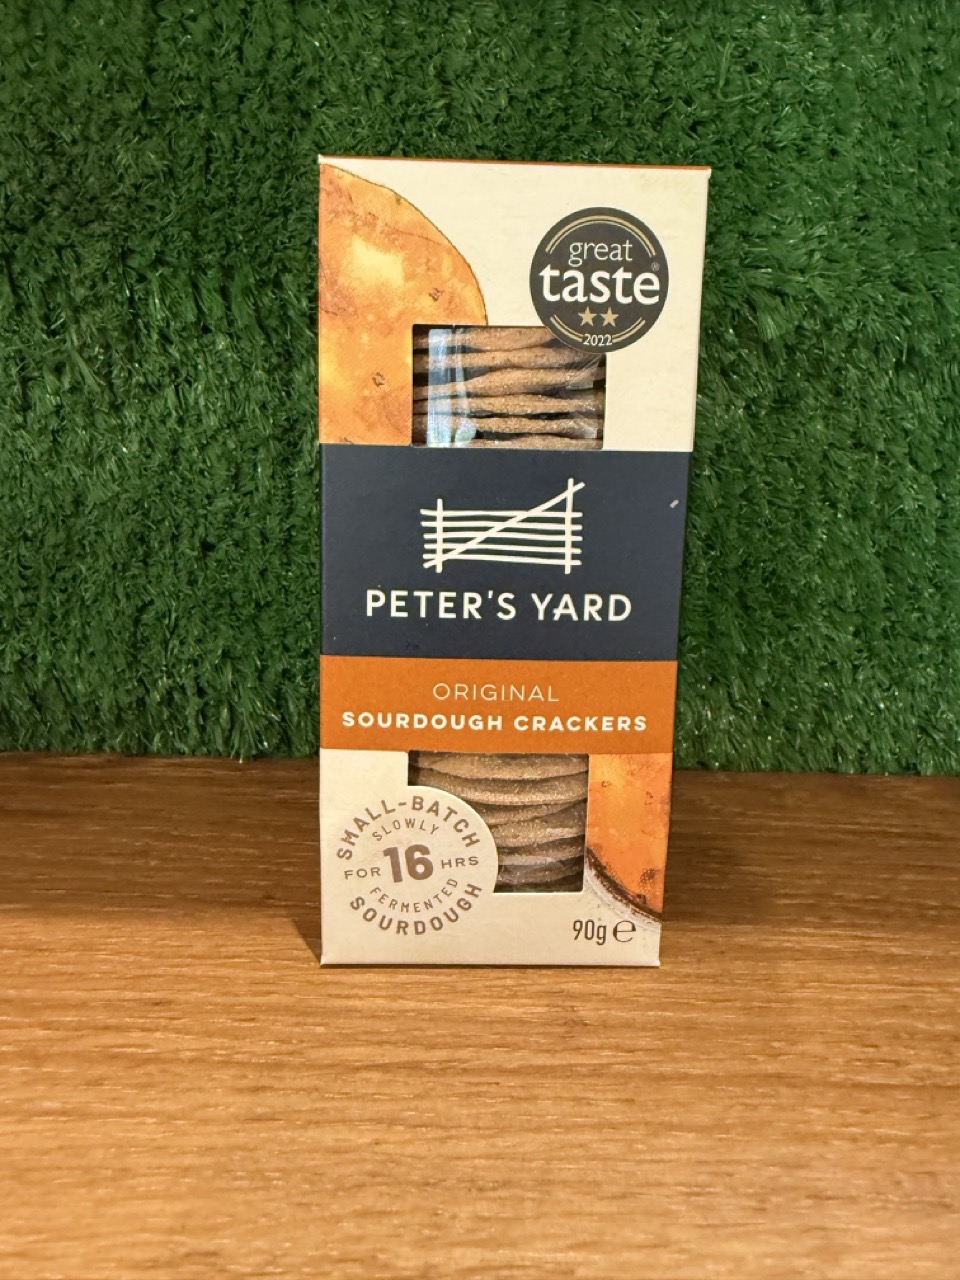 great
taste®
2022
PETER'S YARD
ORIGINAL
SOURDOUGH CRACKERS
SMALL-BATCH
SLOWLY
FOR 16 HRS
FERMENTED
SOURDOUGH
90g ℮